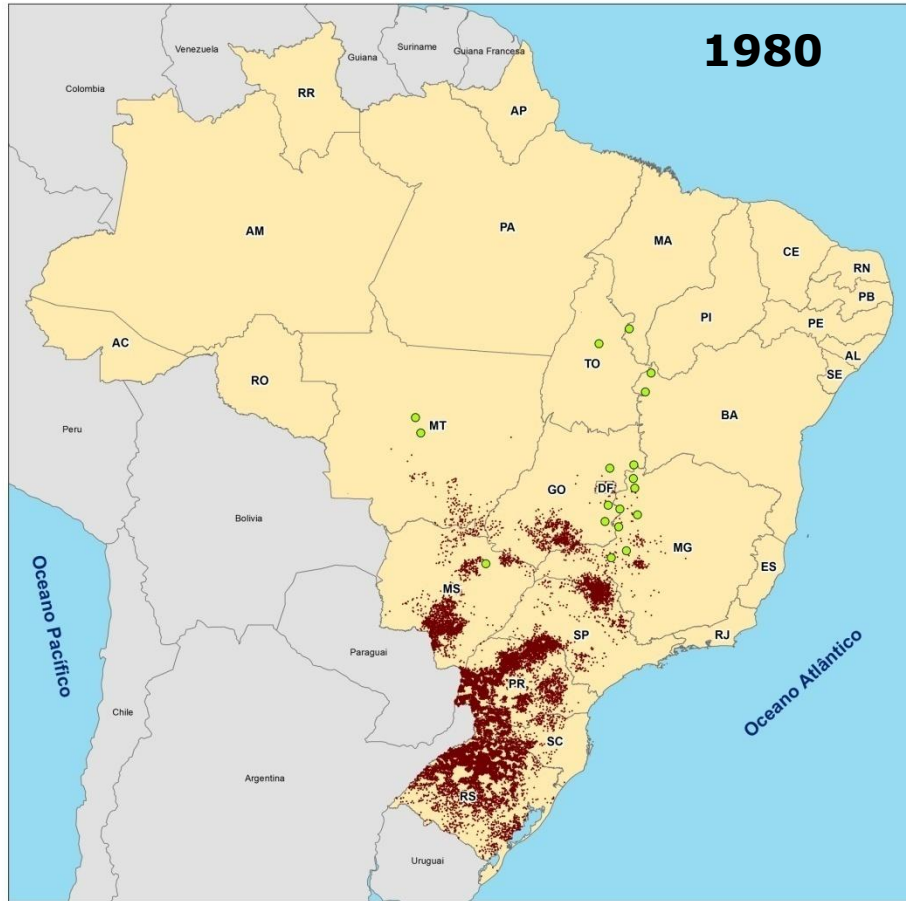 1980
Venezuela
Suriname
Guiana
Guiana Francesa
Colombia
RR
AP
AM
PA
MA
CE
RN
PB
PI
PE
AL
SE
AC
TO
RO
BA
MT
Peru
GO
DF
Bolivia
MG
ES
MS
RJ
SP
Paraguai
PR
Oceano Pacífico
Oceano Atlântico
Chile
SC
Argentina
RS
Uruguai